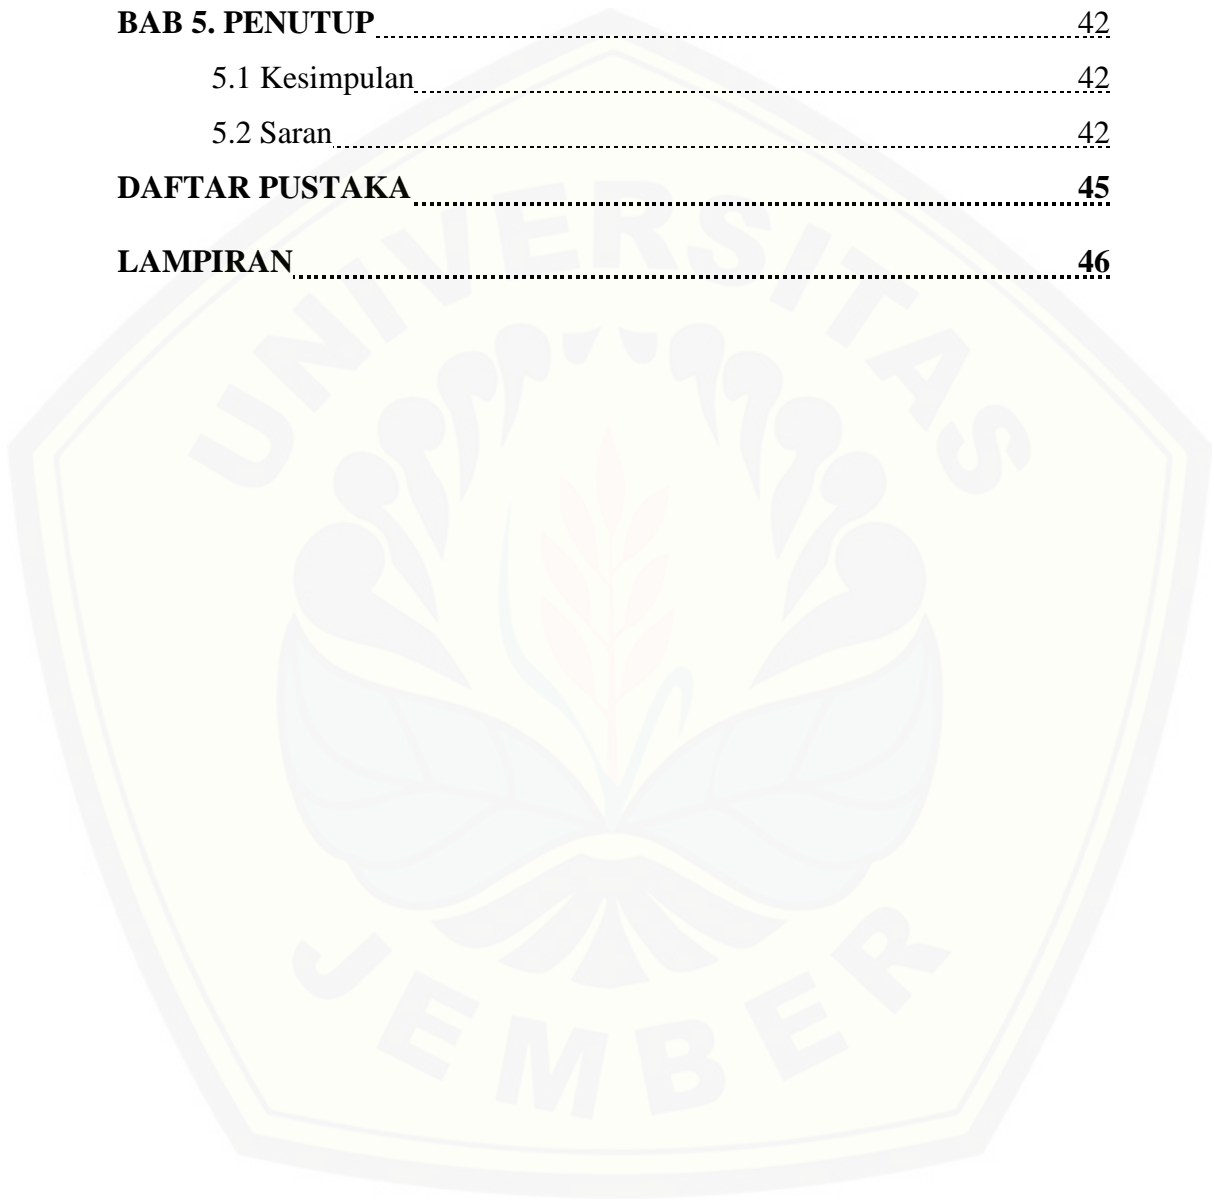 BAB 5. PENUTUP 42
5.1 Kesimpulan 42
5.2 Saran 42
DAFTAR PUSTAKA 45
LAMPIRAN 46
UNIVERSITAS
JEMBER